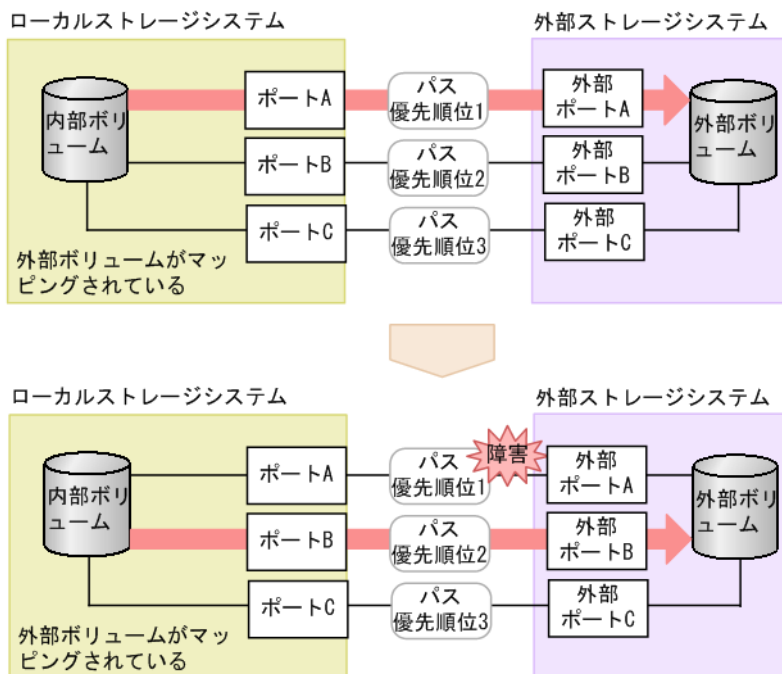 ローカルストレージシステム
外部ストレージシステム
内部ボリ
ューム
ポートA
パス
優先順位1
外部
ポートA
外部ボリ
ューム
ポートB
パス
優先順位2
外部
ポートB
ポートC
パス
優先順位3
外部
ポートC
外部ボリュームがマッ
ピングされている
ローカルストレージシステム
外部ストレージシステム
内部ボリ
ューム
ポートA
パス
優先順位1
障害
外部
ポートA
外部ボリ
ューム
ポートB
パス
優先順位2
外部
ポートB
ポートC
パス
優先順位3
外部
ポートC
外部ボリュームがマッ
ピングされている